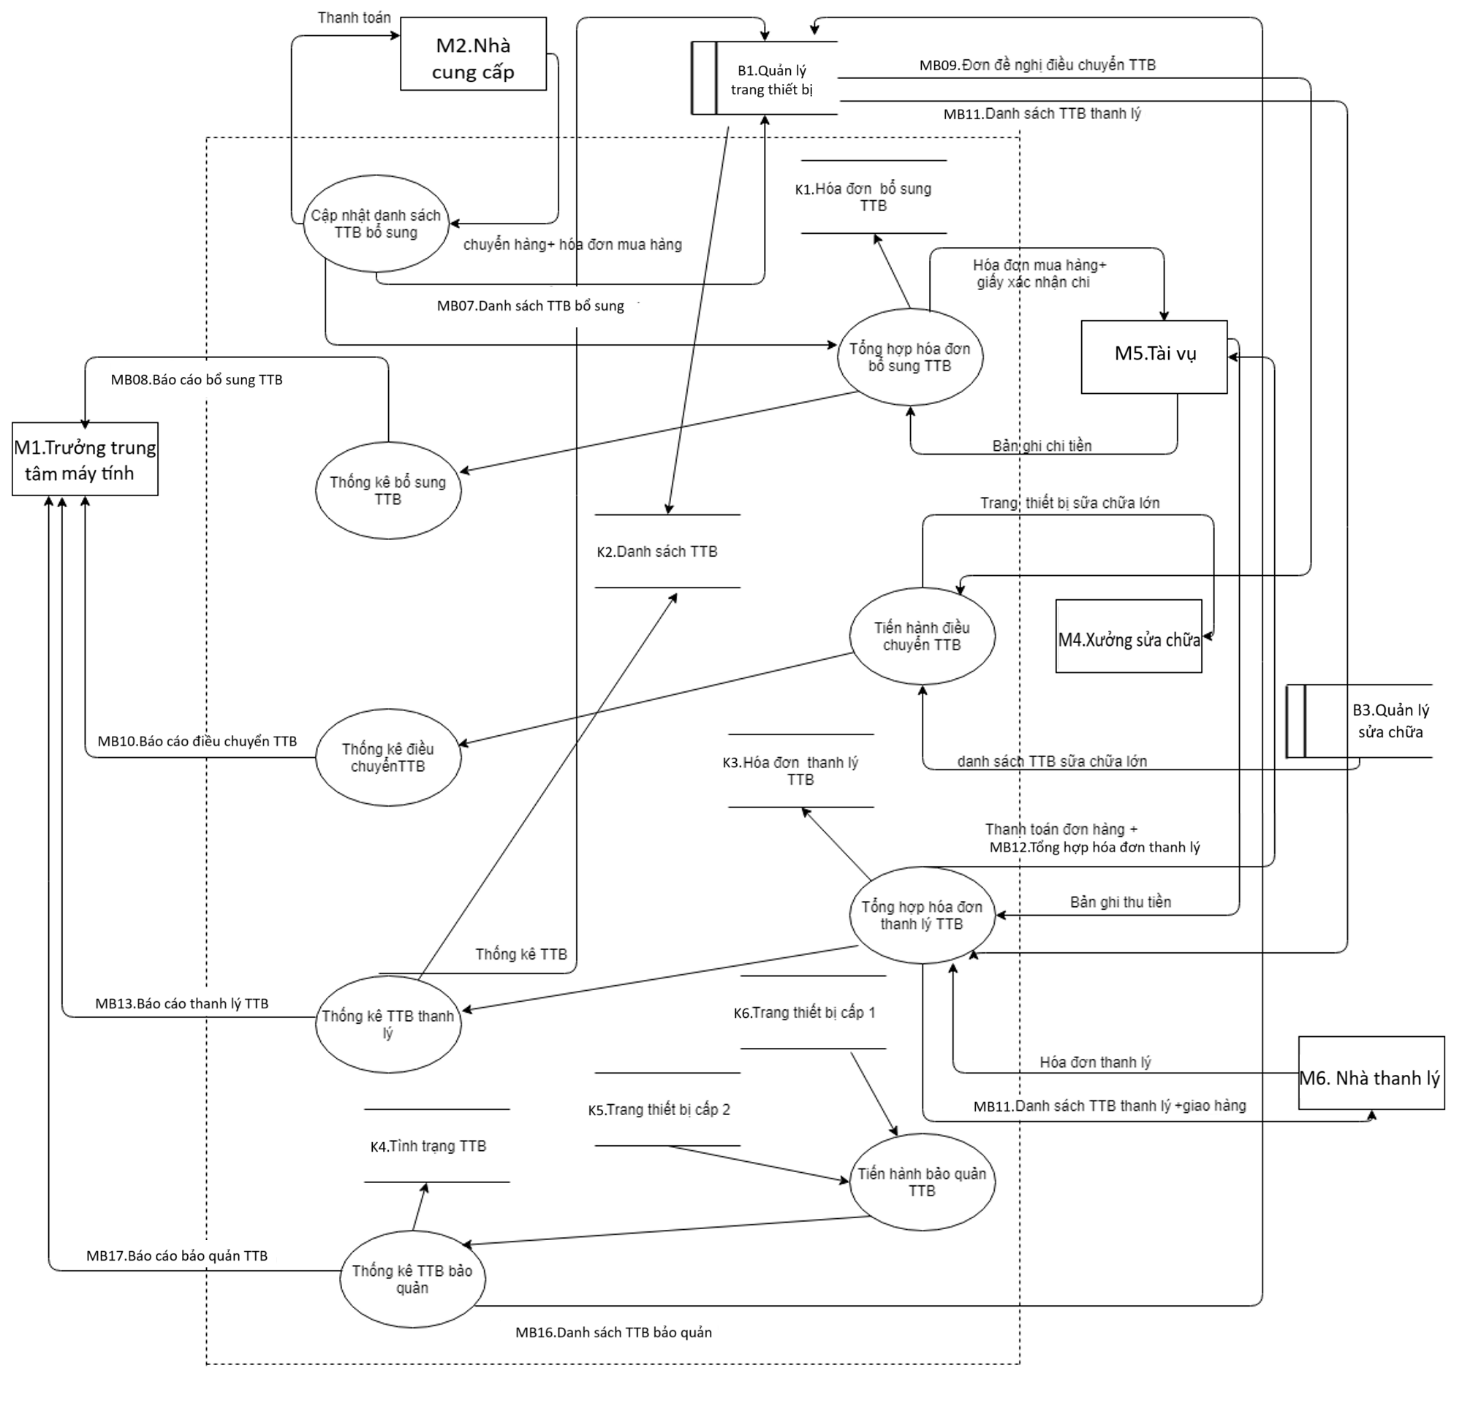 Thanh toán
M2.Nhà
cung cấp
B1.Quản lý
trang thiết bị
MB09.Đơn đề nghị điều chuyển TTB
MB11.Danh sách TTB thanh lý
K1.Hóa đơn bổ sung
TTB
Cập nhật danh sách
TTB bổ sung
chuyển hàng+ hóa đơn mua hàng
Hóa đơn mua hàng+
giấy xác nhận chi
MB07.Danh sách TTB bổ sung
Tổng hợp hóa đơn
bổ sung TTB
M5.Tài vụ
MB08.Báo cáo bổ sung TTB
M1.Trưởng trung
tâm máy tính
Bản ghi chi tiền
Thống kê bổ sung
TTB
Trang thiết bị sữa chữa lớn
K2.Danh sách TTB
Tiến hành điều
chuyển TTB
M4.Xưởng sửa chữa
B3.Quản lý
sửa chữa
MB10.Báo cáo điều chuyển TTB
Thống kê điều
chuyểnTTB
K3.Hóa đơn thanh lý
TTB
danh sách TTB sữa chữa lớn
Thanh toán đơn hàng +
MB12.Tổng hợp hóa đơn thanh lý
Tổng hợp hóa đơn
thanh lý TTB
Bản ghi thu tiền
Thống kê TTB
MB13.Báo cáo thanh lý TTB
Thống kê TTB thanh
lý
K6.Trang thiết bị cấp 1
Hóa đơn thanh lý
M6. Nhà thanh lý
K5.Trang thiết bị cấp 2
MB11.Danh sách TTB thanh lý +giao hàng
K4.Tình trạng TTB
Tiến hành bảo quản
TTB
MB17.Báo cáo bảo quản TTB
Thống kê TTB bảo
quản
MB16.Danh sách TTB bảo quản